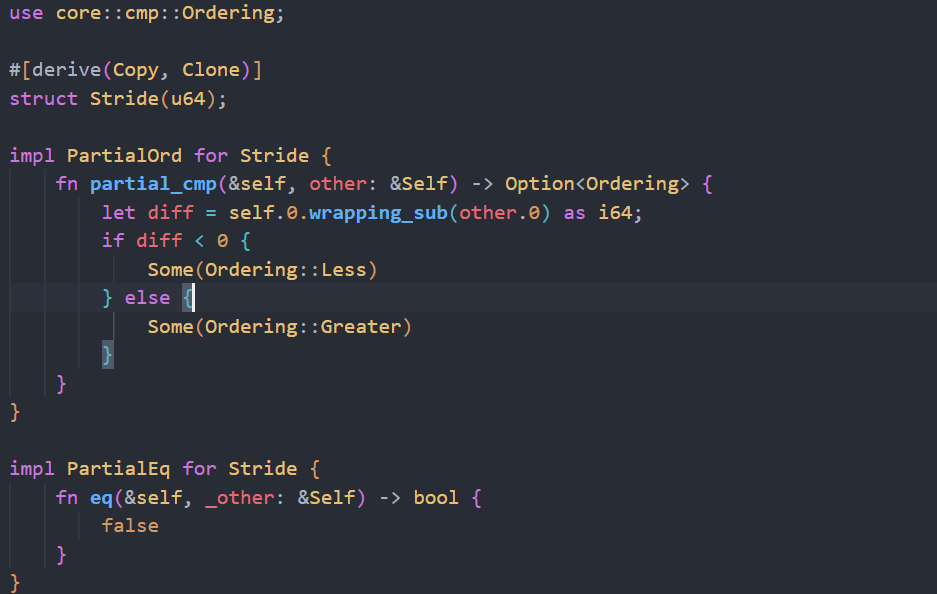 use core::cmp::Ordering;
#[derive(Copy, Clone)]
struct Stride(u64);
impl PartialOrd for Stride {
fn partial_cmp(&self, other: &Self) -> Option<Ordering> {
let diff = self.0.wrapping_sub(other.0) as i64;
if diff < 0 {
Some(Ordering::Less)
} else {
Some(Ordering::Greater)
}
}
}
impl PartialEq for Stride {
fn eq(&self, _other: &Self) -> bool {
false
}
}